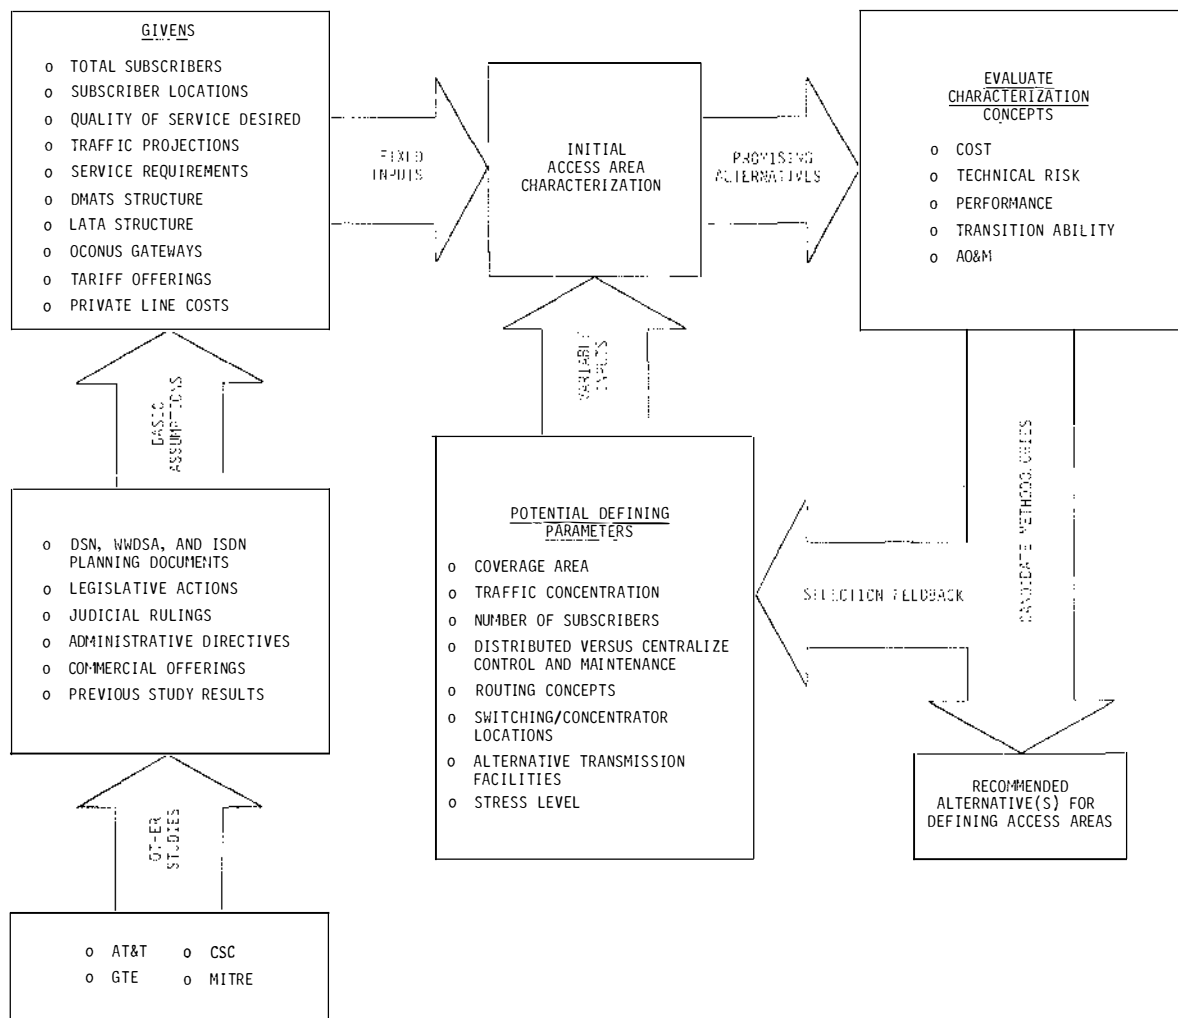 GIVENS
o TOTAL SUBSCRIBERS
o SUBSCRIBER LOCATIONS
o QUALITY OF SERVICE DESIRED
o TRAFFIC PROJECTIONS
o SERVICE REQUIREMENTS
o DMATS STRUCTURE
o LATA STRUCTURE
o OCONUS GATEWAYS
o TARIFF OFFERINGS
o PRIVATE LINE COSTS
FIXED
INPUTS
INITIAL
ACCESS AREA
CHARACTERIZATION
PROMISING
ALTERNATIVES
EVALUATE
CHARACTERIZATION
CONCEPTS
o COST
o TECHNICAL RISK
o PERFORMANCE
o TRANSITION ABILITY
o AO&M
BASIC
ASSUMPTIONS
VARIABLE
INPUTS
CANDIDATE METHODOLOGIES
o DSN, WWDSA, AND ISDN
PLANNING DOCUMENTS
o LEGISLATIVE ACTIONS
o JUDICIAL RULINGS
o ADMINISTRATIVE DIRECTIVES
o COMMERCIAL OFFERINGS
o PREVIOUS STUDY RESULTS
POTENTIAL DEFINING
PARAMETERS
o COVERAGE AREA
o TRAFFIC CONCENTRATION
o NUMBER OF SUBSCRIBERS
o DISTRIBUTED VERSUS CENTRALIZE
CONTROL AND MAINTENANCE
o ROUTING CONCEPTS
o SWITCHING/CONCENTRATOR
LOCATIONS
o ALTERNATIVE TRANSMISSION
FACILITIES
o STRESS LEVEL
SELECTION FEEDBACK
RECOMMENDED
ALTERNATIVE(S) FOR
DEFINING ACCESS AREAS
OTHER
STUDIES
o AT&T o CSC
o GTE o MITRE